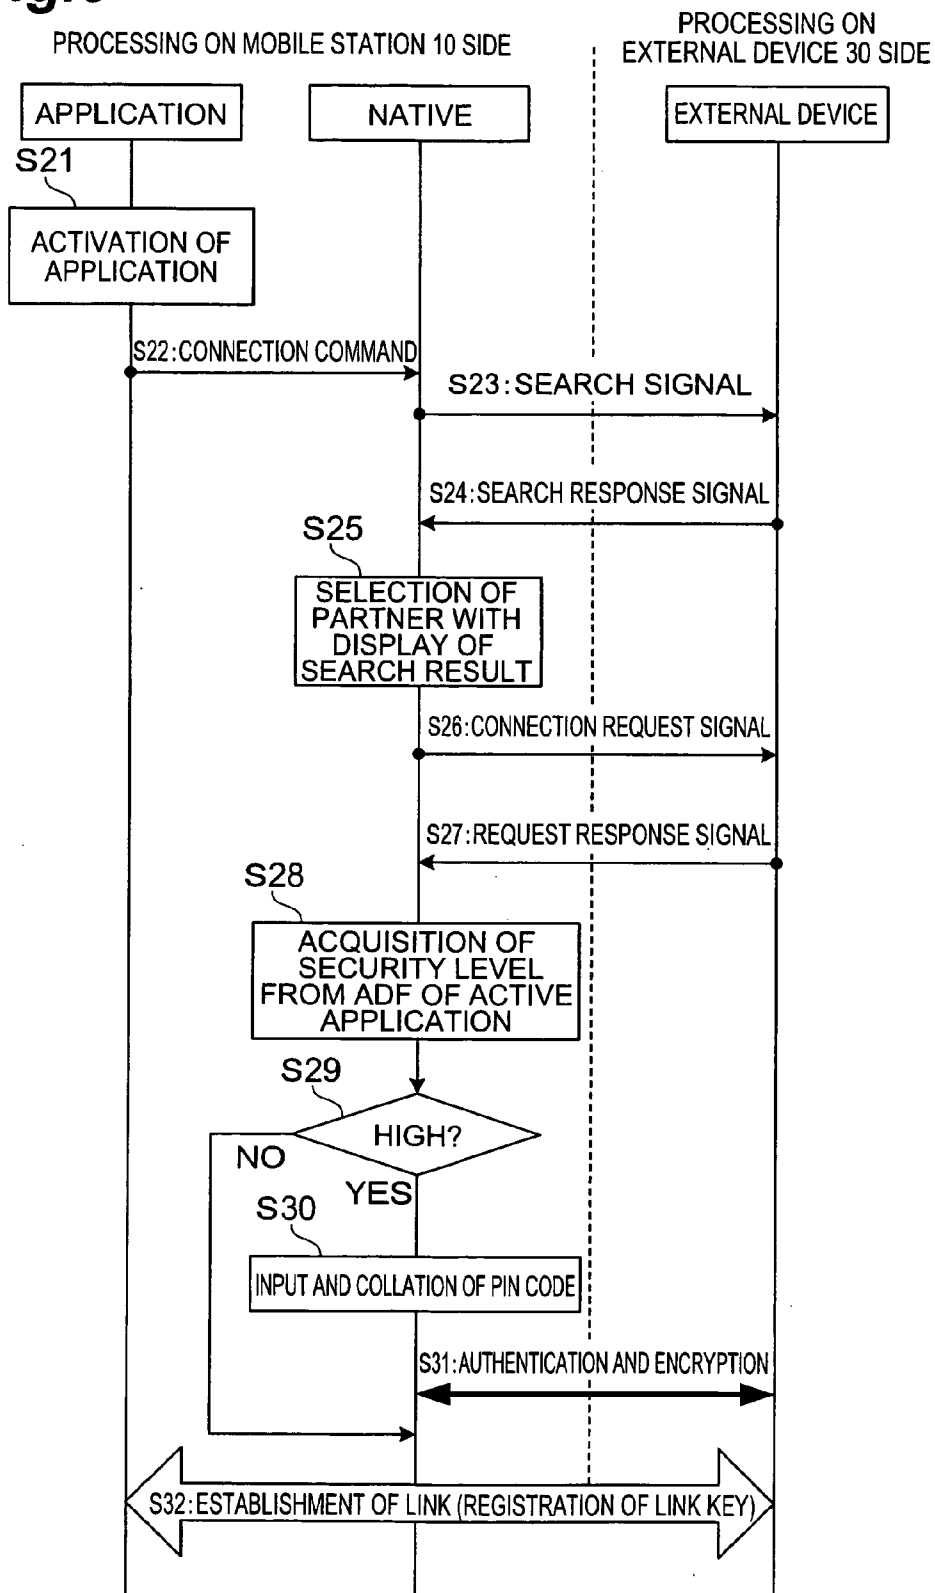 PROCESSING ON MOBILE STATION 10 SIDE
PROCESSING ON
EXTERNAL DEVICE 30 SIDE
APPLICATION
NATIVE
EXTERNAL DEVICE
S21
ACTIVATION OF
APPLICATION
S22:CONNECTION COMMAND
S23:SEARCH SIGNAL
S24:SEARCH RESPONSE SIGNAL
S25
SELECTION OF
PARTNER WITH
DISPLAY OF
SEARCH RESULT
S26:CONNECTION REQUEST SIGNAL
S27:REQUEST RESPONSE SIGNAL
S28
ACQUISITION OF
SECURITY LEVEL
FROM ADF OF ACTIVE
APPLICATION
S29
HIGH?
NO
YES
S30
INPUT AND COLLATION OF PIN CODE
S31:AUTHENTICATION AND ENCRYPTION
S32:ESTABLISHMENT OF LINK (REGISTRATION OF LINK KEY)